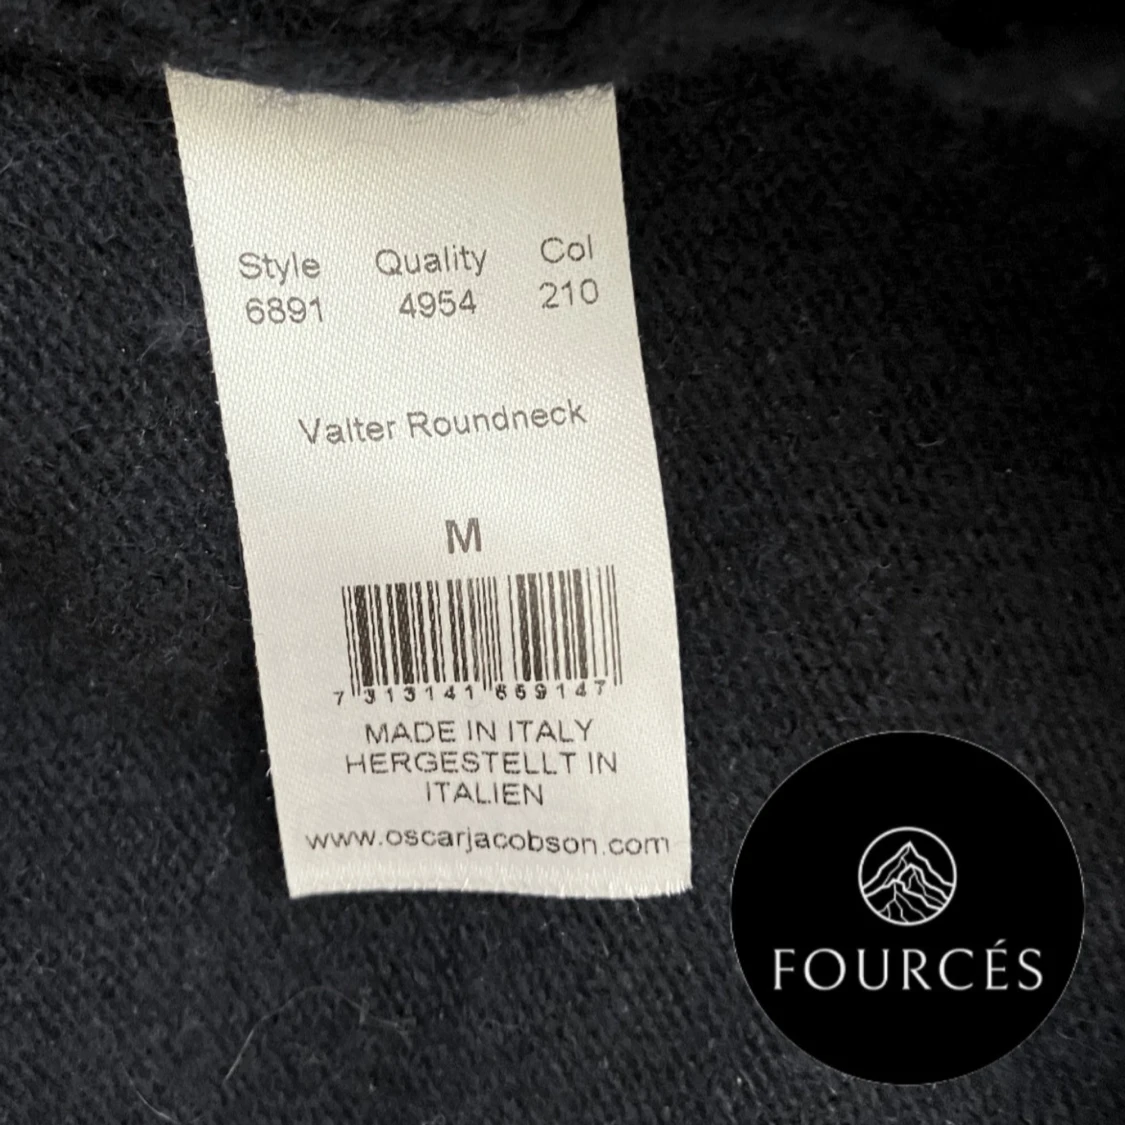 Style Quality Col
6891 4954 210
Valter Roundneck
M
7 313141 659147
MADE IN ITALY
HERGESTELLT IN
ITALIEN
www.oscarjacobson.com
FOURCÉS